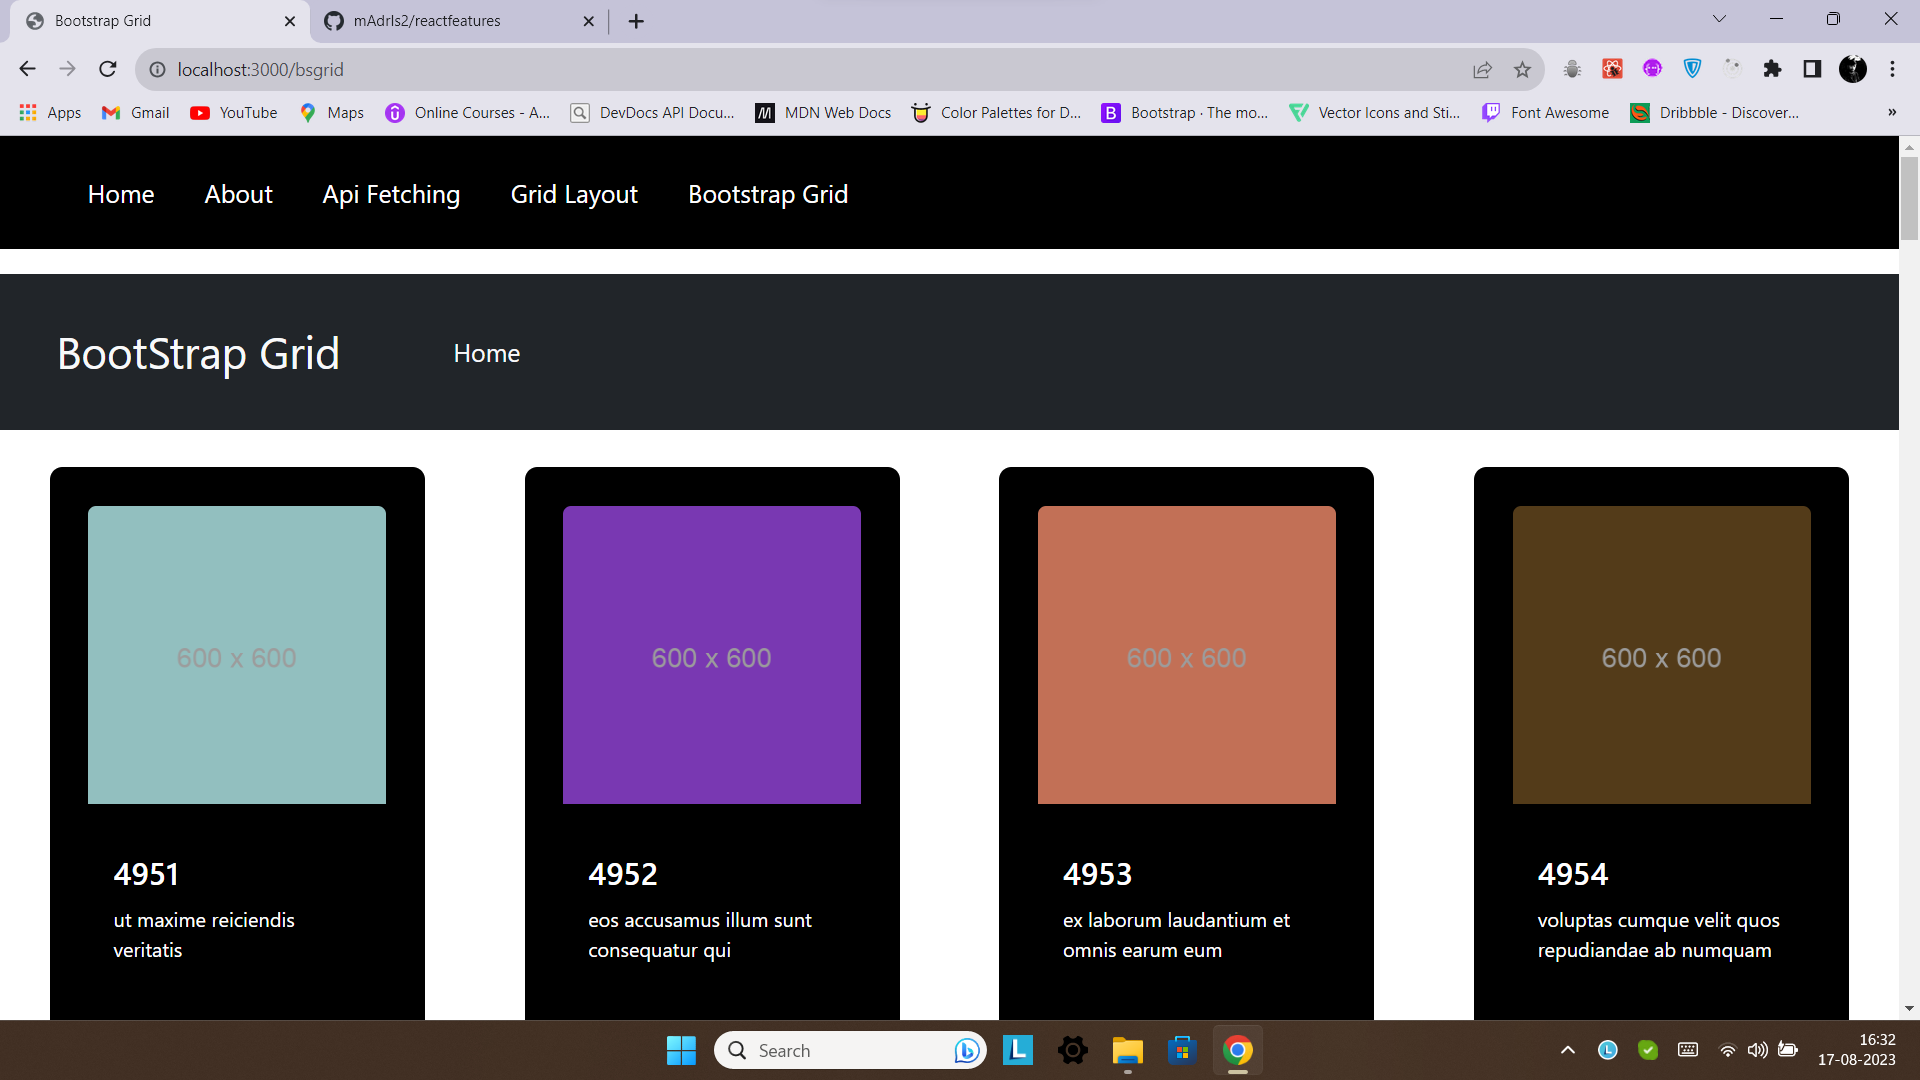 Bootstrap Grid
mAdrIs2/reactfeatures
localhost:3000/bsgrid
Apps
Gmail
YouTube
Maps
Online Courses - A...
DevDocs API Docu...
MDN Web Docs
Color Palettes for D...
Bootstrap · The mo...
Vector Icons and Sti...
Font Awesome
Dribbble - Discover...
»
Home
About
Api Fetching
Grid Layout
Bootstrap Grid
BootStrap Grid
Home
600 x 600
600 x 600
600 x 600
600 x 600
4951
ut maxime reiciendis
veritatis
4952
eos accusamus illum sunt
consequatur qui
4953
ex laborum laudantium et
omnis earum eum
4954
voluptas cumque velit quos
repudiandae ab numquam
Search
16:32
17-08-2023